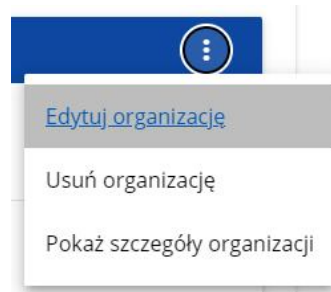 Edytuj organizację
Usuń organizację
Pokaż szczegóły organizacji